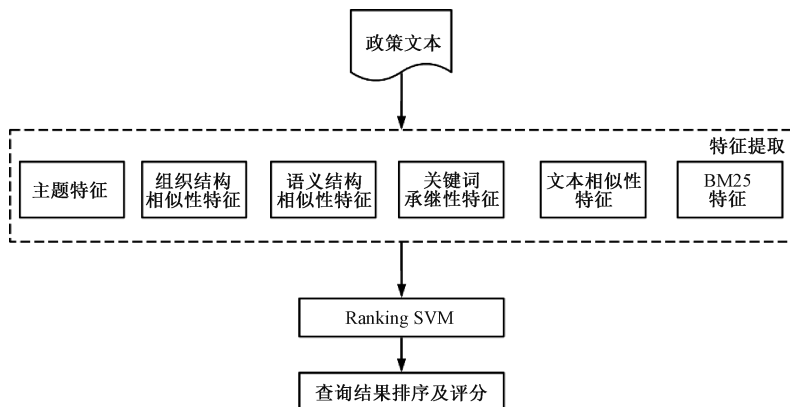 政策文本
特征提取
主题特征
组织结构
相似性特征
语义结构
相似性特征
关键词
承继性特征
文本相似性
特征
BM25
特征
Ranking SVM
查询结果排序及评分